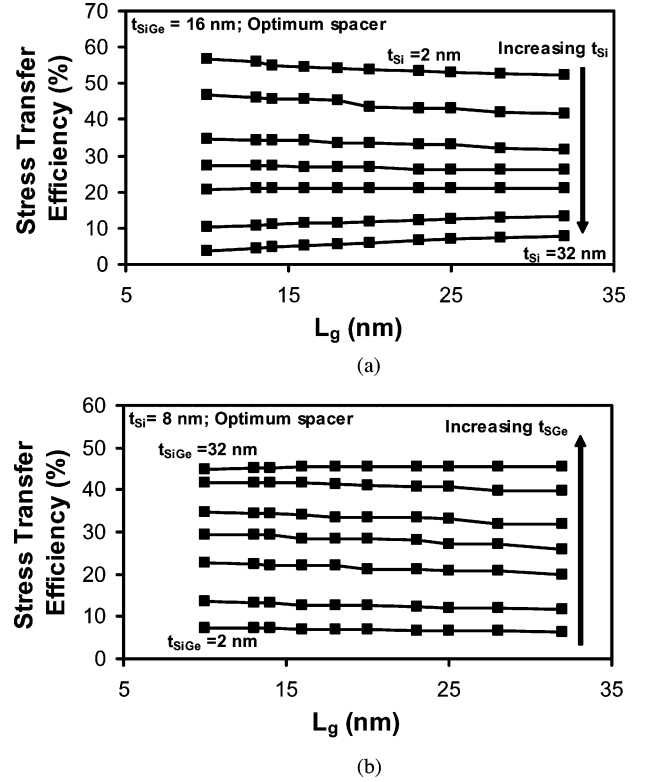 70
t_SiGe = 16 nm; Optimum spacer
60
t_Si =2 nm
Increasing t_Si
50
40
30
20
10
0
t_Si =32 nm
5
15
25
35
Stress Transfer
Efficiency (%)
L_g (nm)
(a)
60
t_Si= 8 nm; Optimum spacer
Increasing t_SGe
50
t_SiGe =32 nm
40
30
20
10
t_SiGe =2 nm
0
5
15
25
35
Stress Transfer
Efficiency (%)
L_g (nm)
(b)